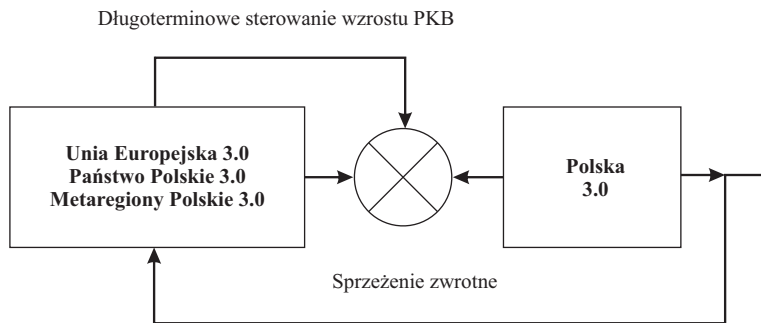 Długoterminowe sterowanie wzrostu PKB
Unia Europejska 3.0
Państwo Polskie 3.0
Metaregiony Polskie 3.0
Polska
3.0
Sprzeżenie zwrotne